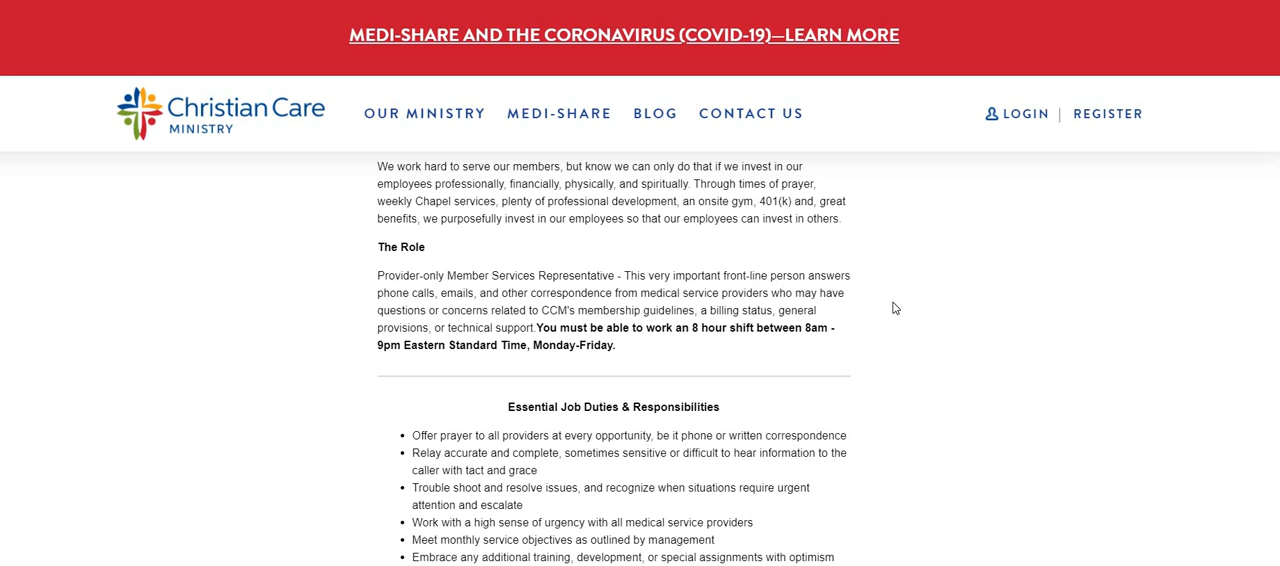 MEDI-SHARE AND THE CORONAVIRUS (COVID-19)—LEARN MORE
Christian Care
MINISTRY
OUR MINISTRY MEDI-SHARE BLOG CONTACT US LOGIN | REGISTER
We work hard to serve our members, but know we can only do that if we invest in our
employees professionally, financially, physically, and spiritually. Through times of prayer,
weekly Chapel services, plenty of professional development, an onsite gym, 401(k) and, great
benefits, we purposefully invest in our employees so that our employees can invest in others.
The Role
Provider-only Member Services Representative - This very important front-line person answers
phone calls, emails, and other correspondence from medical service providers who may have
questions or concerns related to CCM's membership guidelines, a billing status, general
provisions, or technical support.You must be able to work an 8 hour shift between 8am -
9pm Eastern Standard Time, Monday-Friday.
Essential Job Duties & Responsibilities
• Offer prayer to all providers at every opportunity, be it phone or written correspondence
• Relay accurate and complete, sometimes sensitive or difficult to hear information to the
caller with tact and grace
• Trouble shoot and resolve issues, and recognize when situations require urgent
attention and escalate
• Work with a high sense of urgency with all medical service providers
• Meet monthly service objectives as outlined by management
• Embrace any additional training, development, or special assignments with optimism